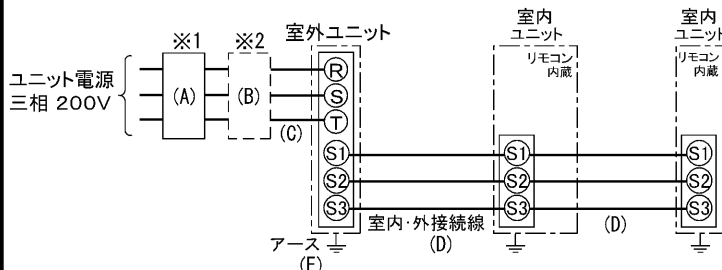 ※1
※2
室外ユニット
室内
ユニット
室内
ユニット
リモコン
内蔵
リモコン
内蔵
ユニット電源
三相 200V
(A)
(B)
(C)
R
S
T
S1
S2
S3
S1
S2
S3
S1
S2
S3
室内・外接続線
(D)
(D)
アース
(E)